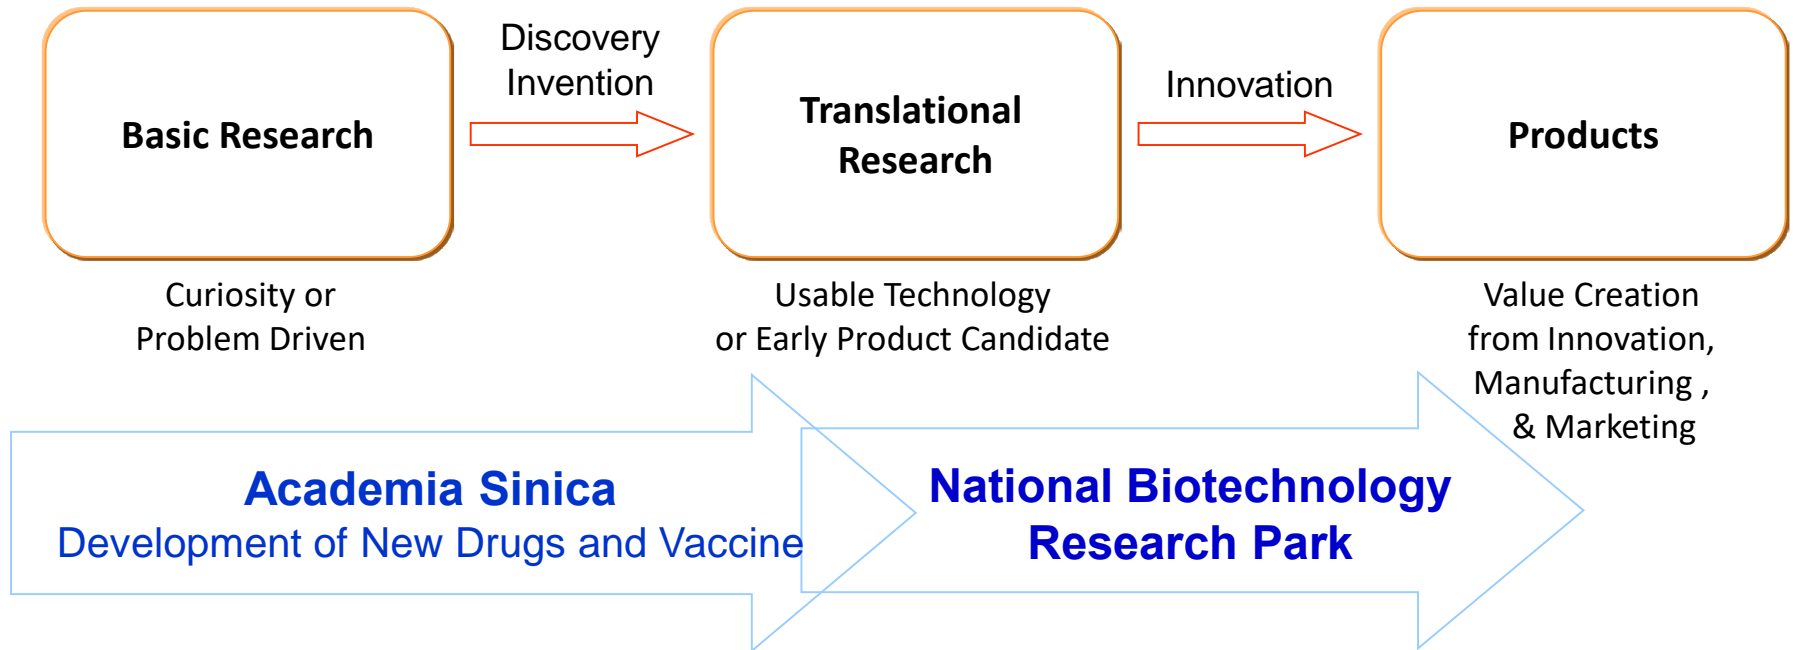 Basic Research
Discovery
Invention
Translational
Research
Innovation
Products
Curiosity or
Problem Driven
Usable Technology
or Early Product Candidate
Value Creation
from Innovation,
Manufacturing ,
& Marketing
Academia Sinica
Development of New Drugs and Vaccine
National Biotechnology
Research Park